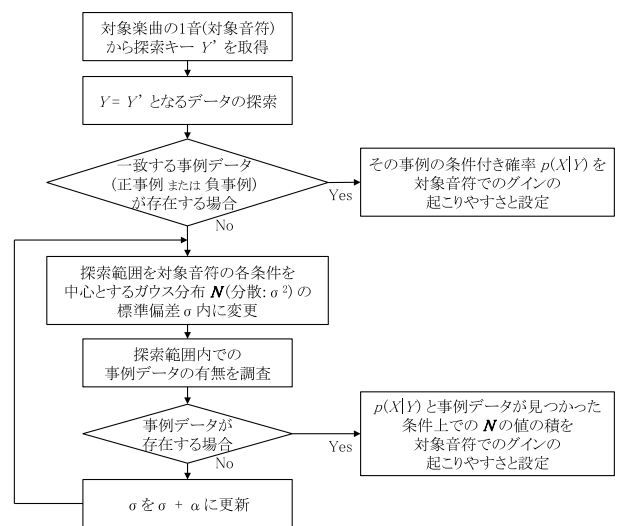 対象楽曲の1音(対象音符)
から探索キー Y’ を取得
Y = Y’ となるデータの探索
一致する事例データ
(正事例 または 負事例)
が存在する場合
Yes
その事例の条件付き確率 p(X|Y) を
対象音符でのグインの
起こりやすさと設定
No
探索範囲を対象音符の各条件を
中心とするガウス分布 N (分散: σ²) の
標準偏差 σ 内に変更
探索範囲内での
事例データの有無を調査
事例データが
存在する場合
Yes
p(X|Y) と事例データが見つかった
条件上での N の値の積を
対象音符でのグインの
起こりやすさと設定
No
σ を σ + α に更新